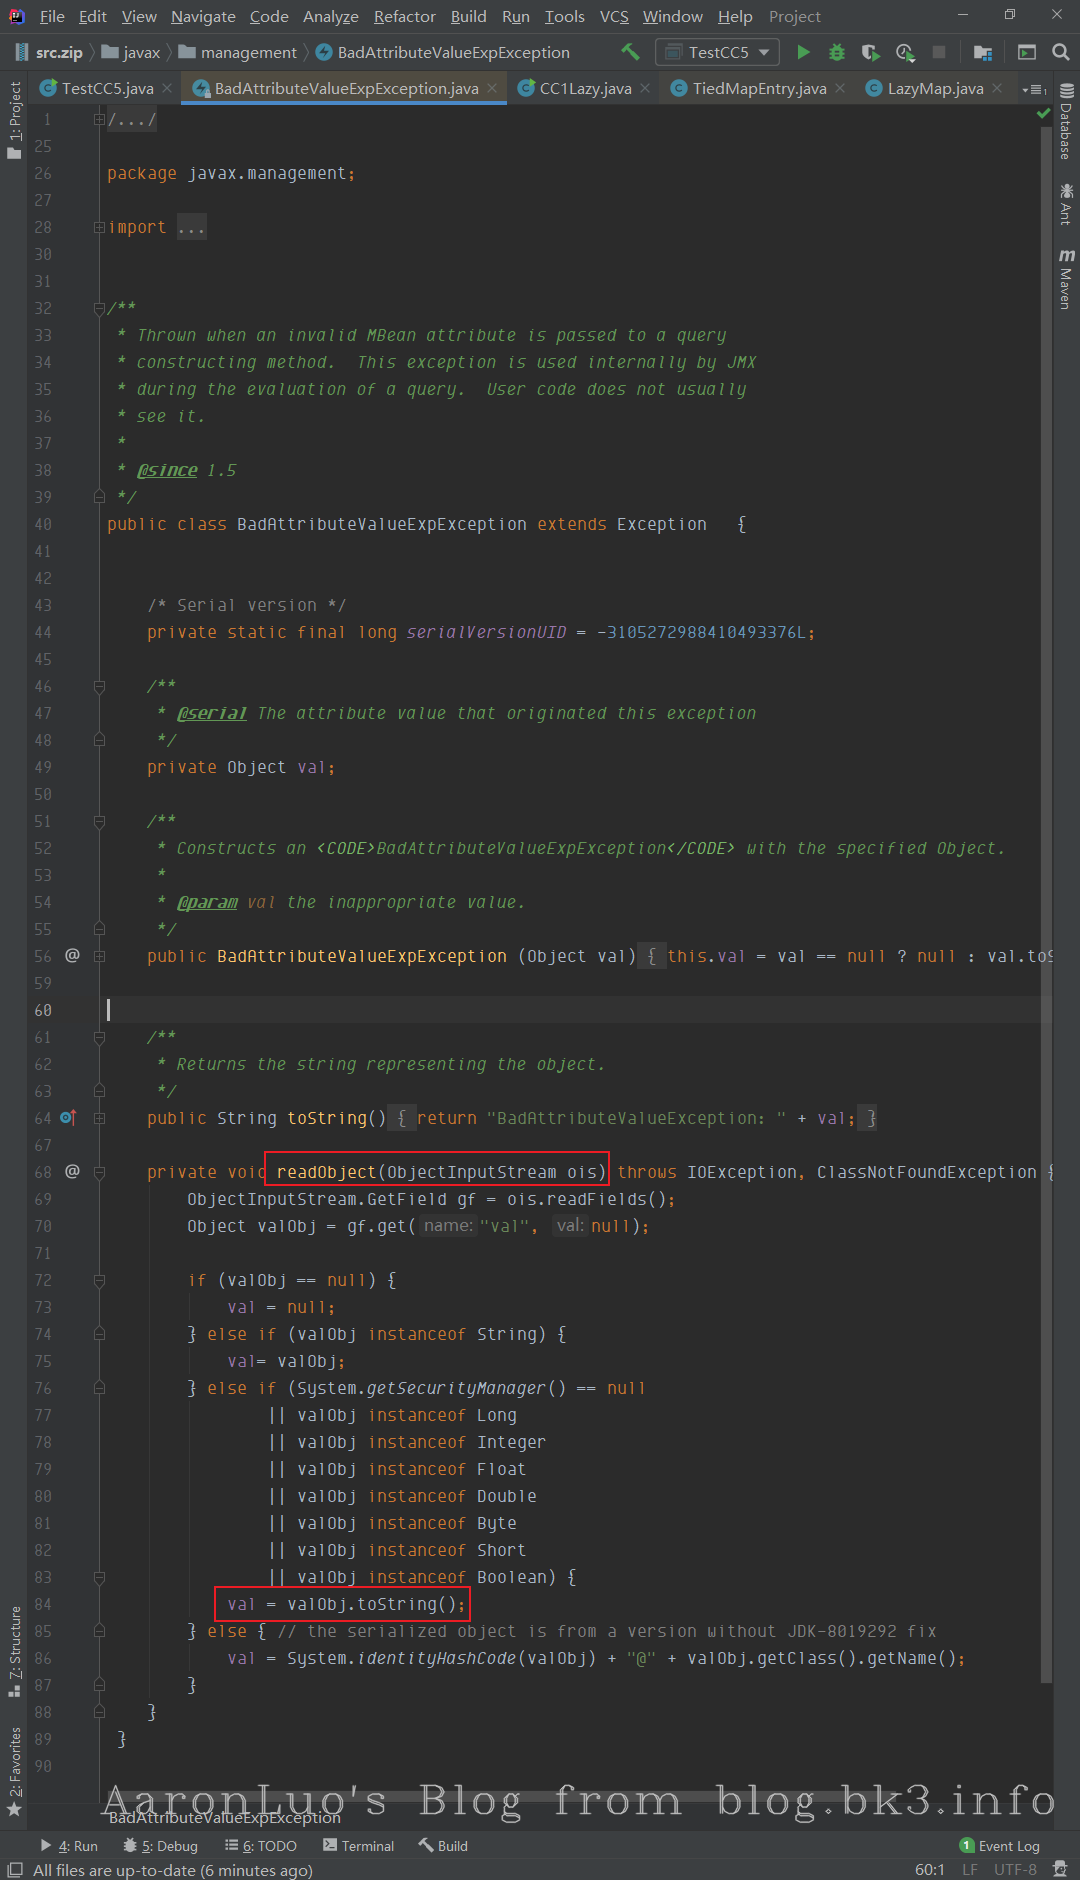 File Edit View Navigate Code Analyze Refactor Build Run Tools VCS Window Help Project
src.zip javax management BadAttributeValueExpException TestCC5
TestCC5.java BadAttributeValueExpException.java CC1Lazy.java TiedMapEntry.java LazyMap.java
1: Project
Database
Ant
Maven
7: Structure
2: Favorites
1 /.../
25
26 package javax.management;
27
28 import ...
30
31
32 /**
33 * Thrown when an invalid MBean attribute is passed to a query
34 * constructing method.  This exception is used internally by JMX
35 * during the evaluation of a query.  User code does not usually
36 * see it.
37 *
38 * @since 1.5
39 */
40 public class BadAttributeValueExpException extends Exception   {
41
42
43 /* Serial version */
44 private static final long serialVersionUID = -3105272988410493376L;
45
46 /**
47 * @serial The attribute value that originated this exception
48 */
49 private Object val;
50
51 /**
52 * Constructs an <CODE>BadAttributeValueExpException</CODE> with the specified Object.
53 *
54 * @param val the inappropriate value.
55 */
56 @ public BadAttributeValueExpException (Object val) { this.val = val == null ? null : val.toS
59
60
61 /**
62 * Returns the string representing the object.
63 */
64 public String toString() { return "BadAttributeValueException: " + val; }
67
68 @ private void readObject(ObjectInputStream ois) throws IOException, ClassNotFoundException {
69 ObjectInputStream.GetField gf = ois.readFields();
70 Object valObj = gf.get( name: "val", val: null);
71
72 if (valObj == null) {
73 val = null;
74 } else if (valObj instanceof String) {
75 val= valObj;
76 } else if (System.getSecurityManager() == null
77 || valObj instanceof Long
78 || valObj instanceof Integer
79 || valObj instanceof Float
80 || valObj instanceof Double
81 || valObj instanceof Byte
82 || valObj instanceof Short
83 || valObj instanceof Boolean) {
84 val = valObj.toString();
85 } else { // the serialized object is from a version without JDK-8019292 fix
86 val = System.identityHashCode(valObj) + "@" + valObj.getClass().getName();
87 }
88 }
89 }
90
AaronLuo's Blog from blog.bk3.info
BadAttributeValueExpException
4: Run 5: Debug 6: TODO Terminal Build 1 Event Log
All files are up-to-date (6 minutes ago) 60:1 LF UTF-8